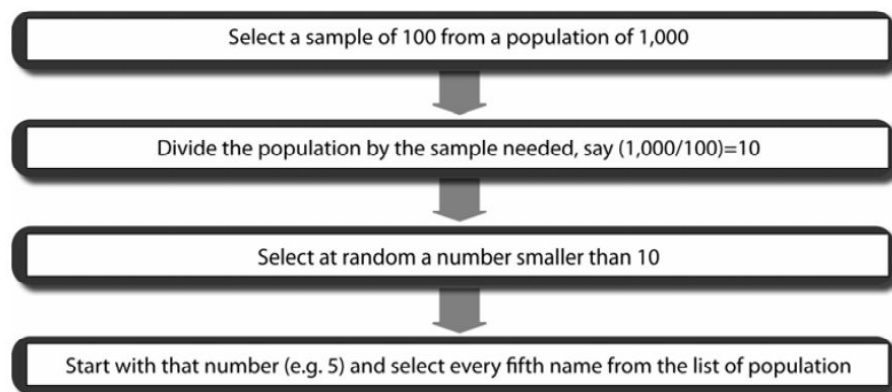 Select a sample of 100 from a population of 1,000
Divide the population by the sample needed, say (1,000/100)=10
Select at random a number smaller than 10
Start with that number (e.g. 5) and select every fifth name from the list of population